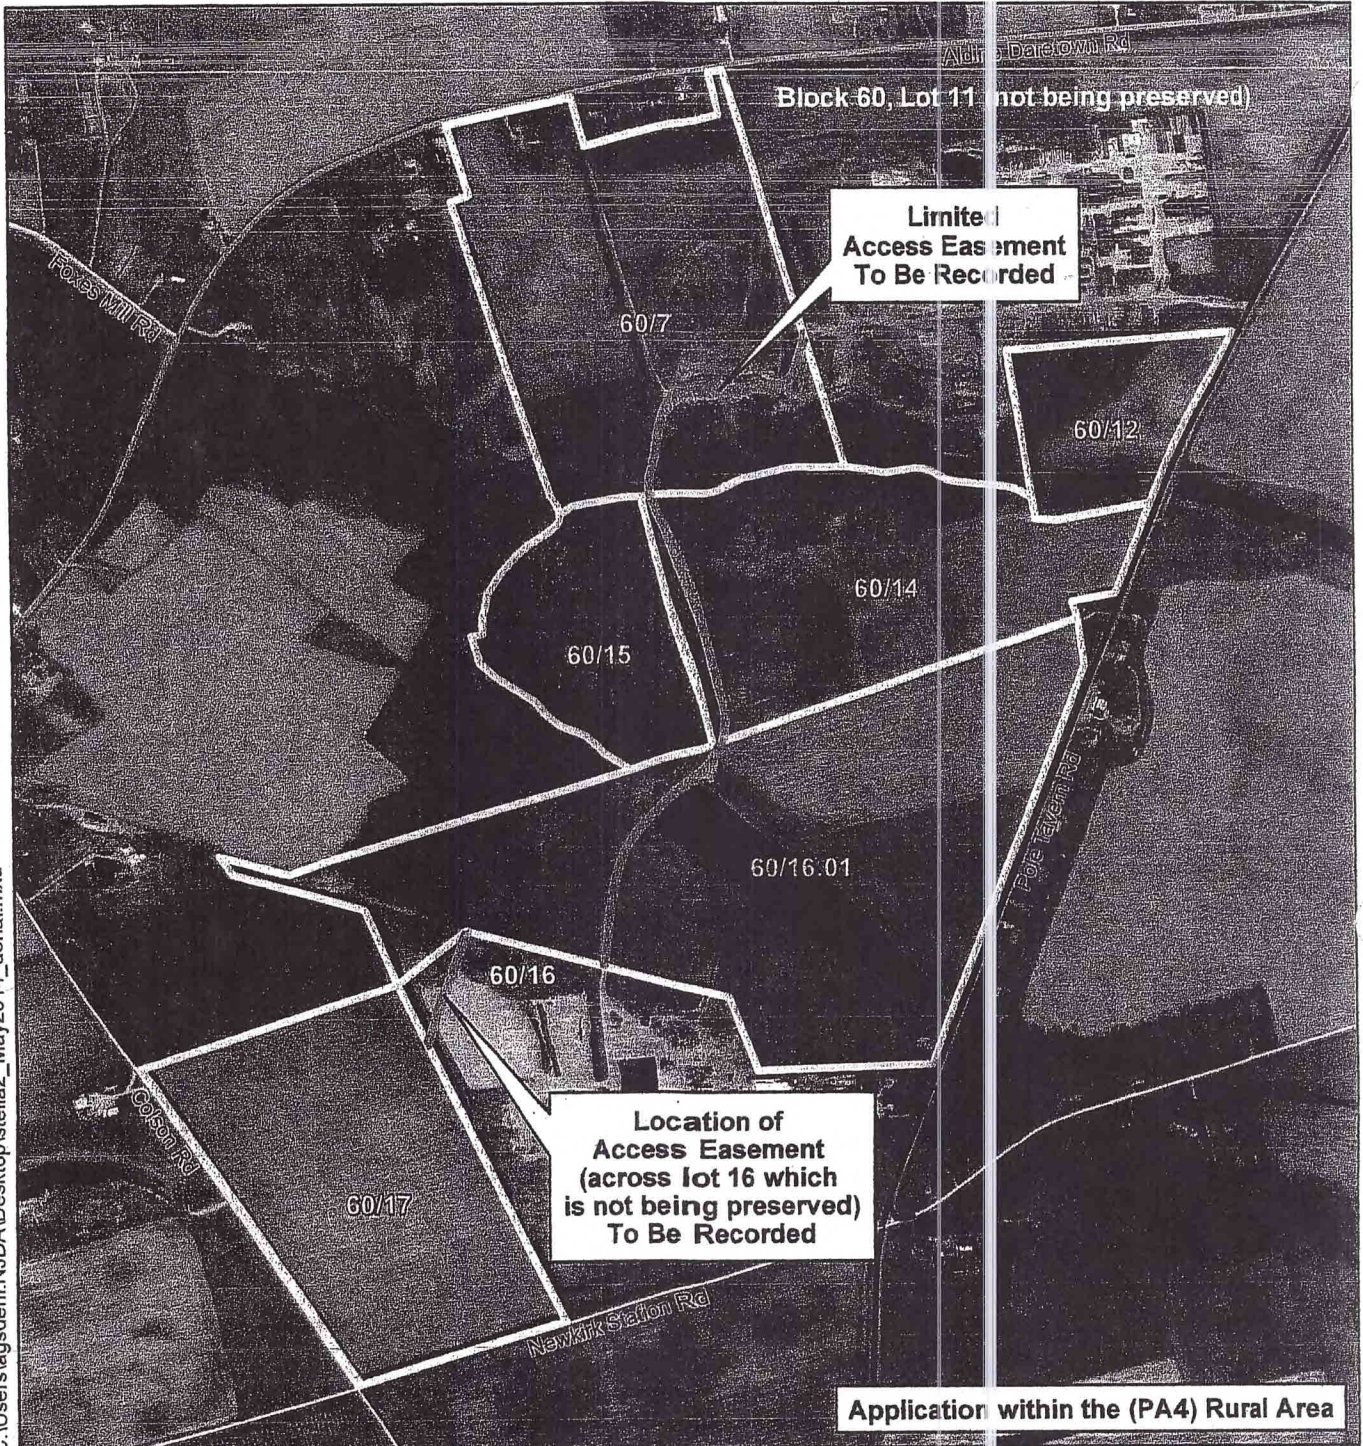 Aldine Daretown Rd
Block 60, Lot 11 (not being preserved)
Limited
Access Easement
To Be Recorded
Foxes Mill Rd
60/7
60/12
60/14
60/15
Pole Tavern Rd
60/16.01
60/16
Location of
Access Easement
(across lot 16 which
is not being preserved)
To Be Recorded
Colson Rd
60/17
Newkirk Station Rd
Application within the (PA4) Rural Area